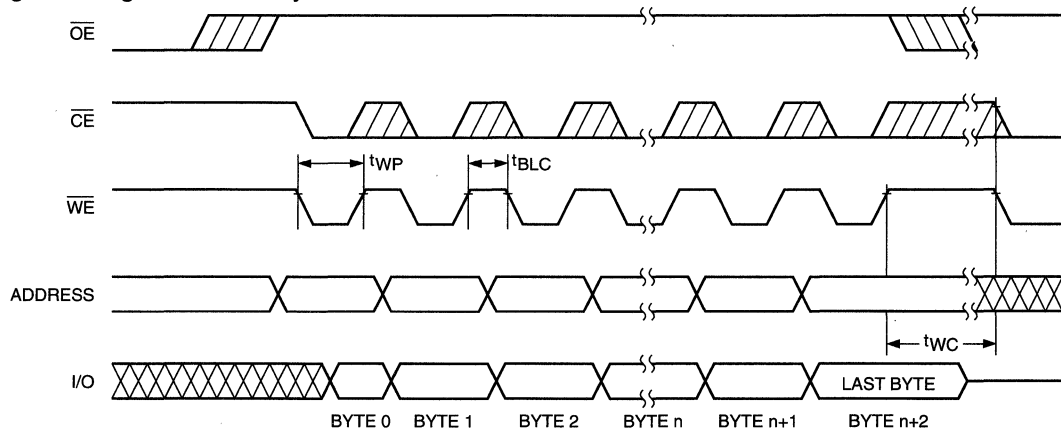 OE
CE
tWP
tBLC
WE
ADDRESS
tWC
I/O
LAST BYTE
BYTE 0 BYTE 1 BYTE 2 BYTE n BYTE n+1 BYTE n+2